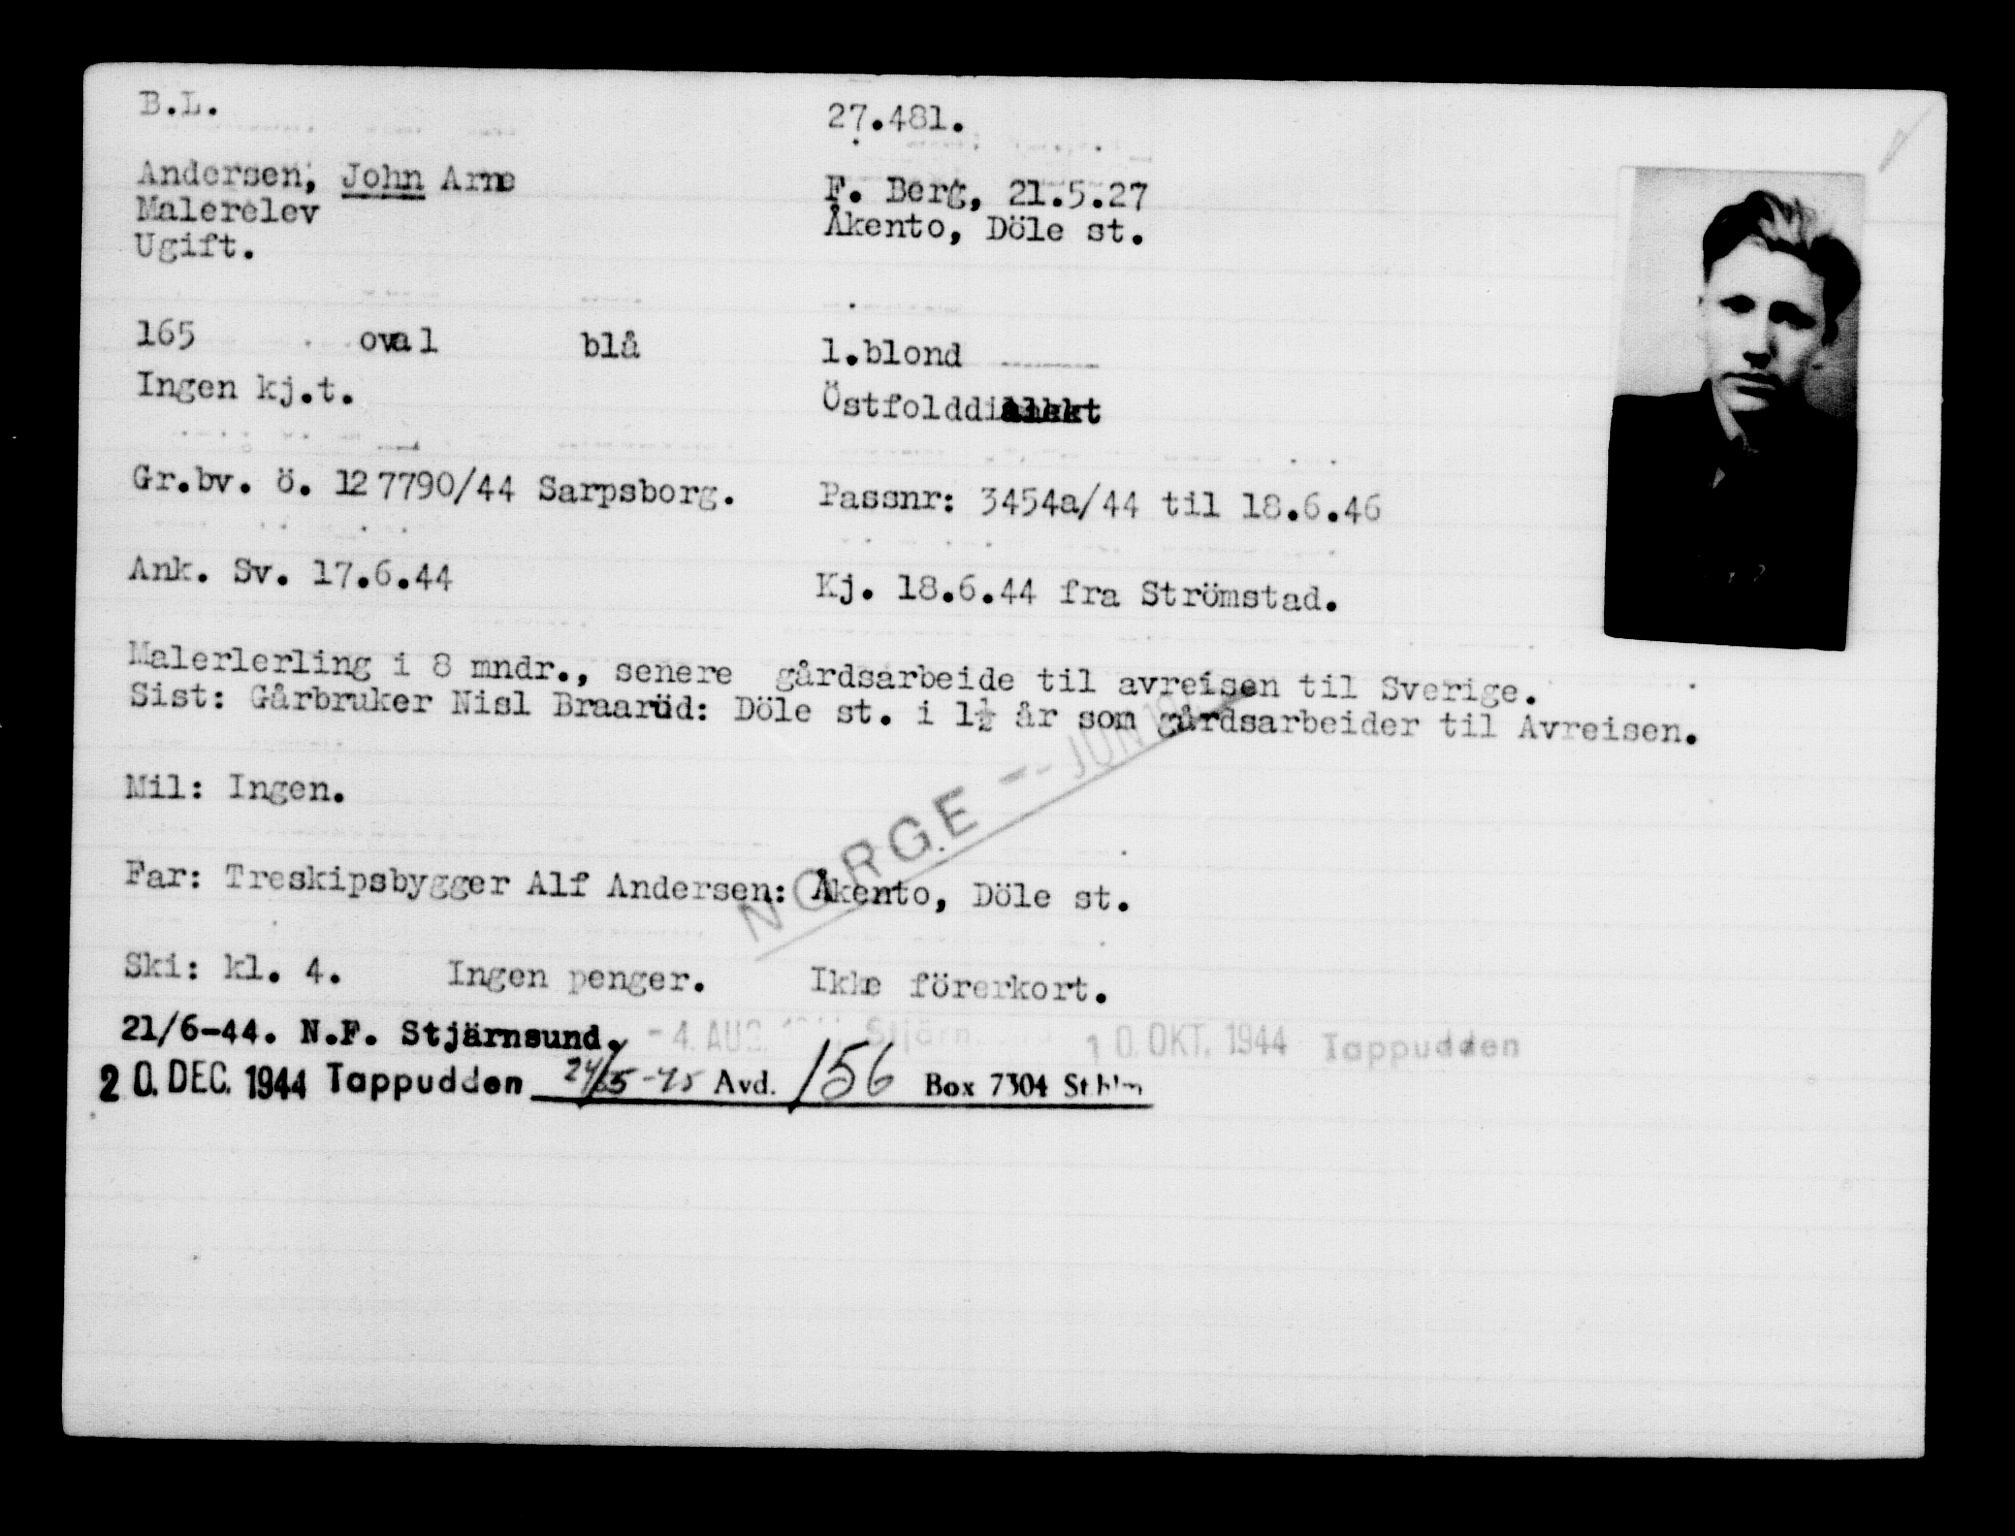 B.L. 27.481.
Andersen, John Arne F. Berg, 21.5.27
Malerelev Åkento, Döle st.
Ugift.
165 oval blå l.blond
Ingen kj.t. Östfolddialekt
Gr.bv. ö. 127790/44 Sarpsborg. Passnr: 3454a/44 til 18.6.46
Ank. Sv. 17.6.44 Kj. 18.6.44 fra Strömstad.
Malerlerling i 8 mndr., senere gårdsarbeide til avreisen til Sverige.
Sist: Gårbruker Nisl Braarüd: Döle st. i 1½ år som gårdsarbeider til Avreisen.
Mil: Ingen.
NORGE - JUN
Far: Treskipsbygger Alf Andersen: Åkento, Döle st.
Ski: kl. 4. Ingen penger. Ikke förerkort.
21/6-44. N.F. Stjärnsund. - 4. AUG. Stjärn 10. OKT. 1944 Tappudden
20. DEC. 1944 Tappudden 24/5-45 Avd. 156 Box 7304 Sthlm